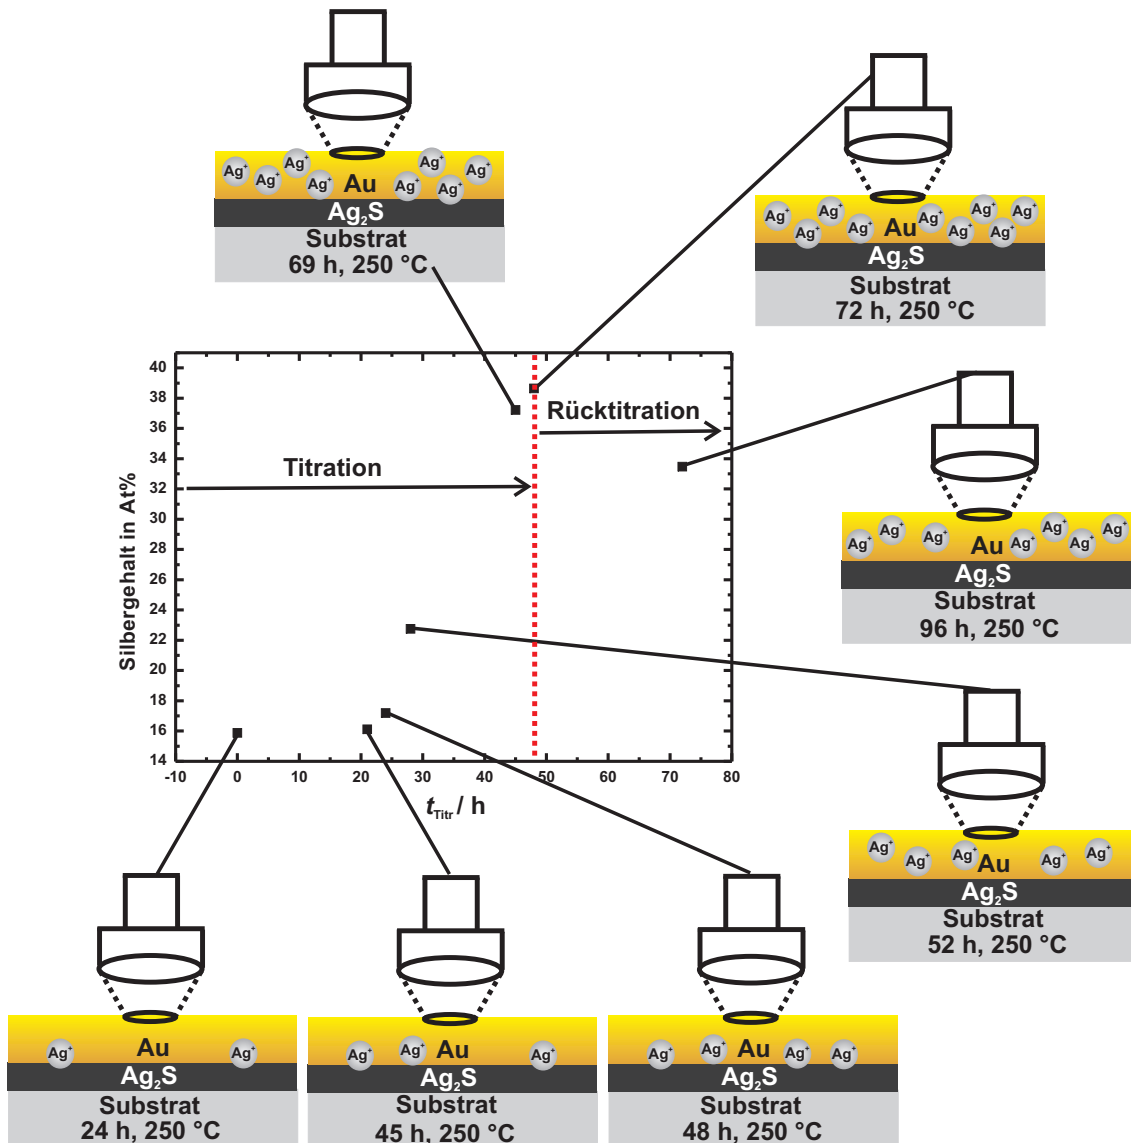 Ag⁺ Ag⁺ Ag⁺ Ag⁺ Au Ag⁺ Ag⁺ Ag⁺ Ag⁺
Ag₂S
Substrat
69 h, 250 °C
Ag⁺ Ag⁺ Ag⁺ Ag⁺ Au Ag⁺ Ag⁺ Ag⁺ Ag⁺ Ag⁺
Ag₂S
Substrat
72 h, 250 °C
Silbergehalt in At%
40
38
36
34
32
30
28
26
24
22
20
18
16
14
-10 0 10 20 30 40 50 60 70 80
t Titr / h
Titration
Rücktitration
Ag⁺ Ag⁺ Ag⁺ Au Ag⁺ Ag⁺ Ag⁺ Ag⁺
Ag₂S
Substrat
96 h, 250 °C
Ag⁺ Ag⁺ Ag⁺ Au Ag⁺ Ag⁺
Ag₂S
Substrat
52 h, 250 °C
Ag⁺ Au Ag⁺
Ag₂S
Substrat
24 h, 250 °C
Ag⁺ Ag⁺ Au Ag⁺
Ag₂S
Substrat
45 h, 250 °C
Ag⁺ Ag⁺ Au Ag⁺ Ag⁺
Ag₂S
Substrat
48 h, 250 °C